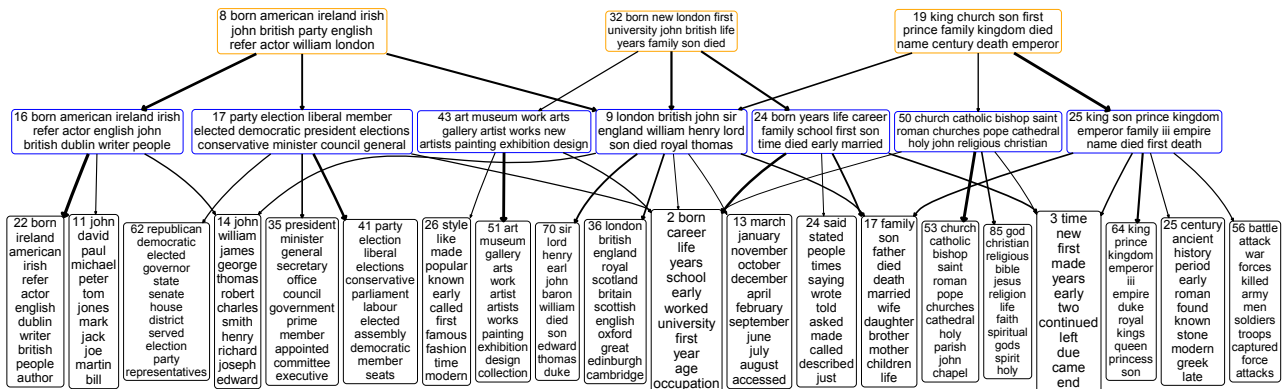 8 born american ireland irish
john british party english
refer actor william london
32 born new london first
university john british life
years family son died
19 king church son first
prince family kingdom died
name century death emperor
16 born american ireland irish
refer actor english john
british dublin writer people
17 party election liberal member
elected democratic president elections
conservative minister council general
43 art museum work arts
gallery artist works new
artists painting exhibition design
9 london british john sir
england william henry lord
son died royal thomas
24 born years life career
family school first son
time died early married
50 church catholic bishop saint
roman churches pope cathedral
holy john religious christian
25 king son prince kingdom
emperor family iii empire
name died first death
22 born
ireland
american
irish
refer
actor
english
dublin
writer
british
people
author
11 john
david
paul
michael
peter
tom
jones
mark
jack
joe
martin
bill
62 republican
democratic
elected
governor
state
senate
house
district
served
election
party
representatives
14 john
william
james
george
thomas
robert
charles
smith
henry
richard
joseph
edward
35 president
minister
general
secretary
office
council
government
prime
member
appointed
committee
executive
41 party
election
liberal
elections
conservative
parliament
labour
elected
assembly
democratic
member
seats
26 style
like
made
popular
known
early
called
first
famous
fashion
time
modern
51 art
museum
gallery
arts
work
artist
artists
works
painting
exhibition
design
collection
70 sir
lord
henry
earl
john
baron
william
died
son
edward
thomas
duke
36 london
british
england
royal
scotland
britain
scottish
english
oxford
great
edinburgh
cambridge
2 born
career
life
years
school
early
worked
university
first
year
age
occupation
13 march
january
november
october
december
april
february
september
june
july
august
accessed
24 said
stated
people
times
saying
wrote
told
asked
made
called
described
just
17 family
son
father
died
death
married
wife
daughter
brother
mother
children
life
53 church
catholic
bishop
saint
roman
pope
churches
cathedral
holy
parish
john
chapel
85 god
christian
religious
bible
jesus
religion
life
faith
spiritual
gods
spirit
holy
3 time
new
first
made
years
early
two
continued
left
due
came
end
64 king
prince
kingdom
emperor
iii
empire
duke
royal
kings
queen
princess
son
25 century
ancient
history
period
early
roman
found
known
stone
modern
greek
late
56 battle
attack
war
forces
killed
army
men
soldiers
troops
captured
force
attacks